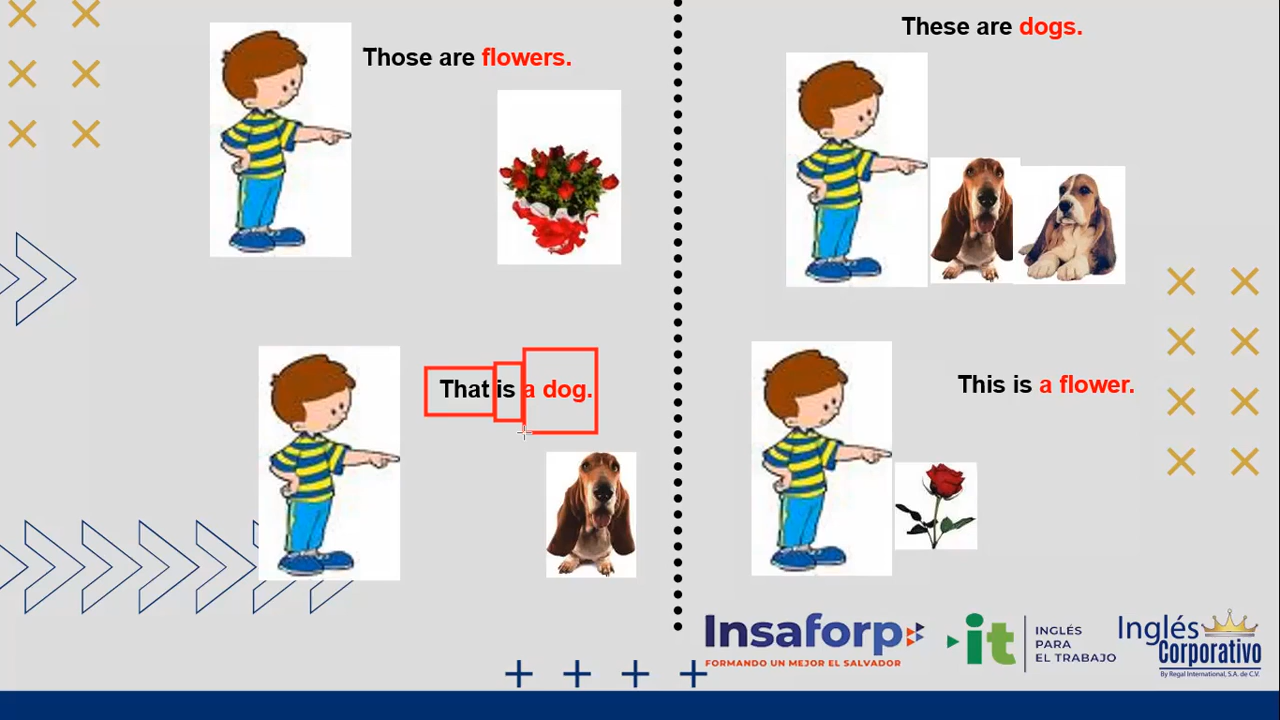 Those are flowers.
These are dogs.
That is a dog.
This is a flower.
Insaforp
FORMANDO UN MEJOR EL SALVADOR
it
INGLÉS
PARA
EL TRABAJO
Inglés
Corporativo
By Regal International, S.A. de C.V.